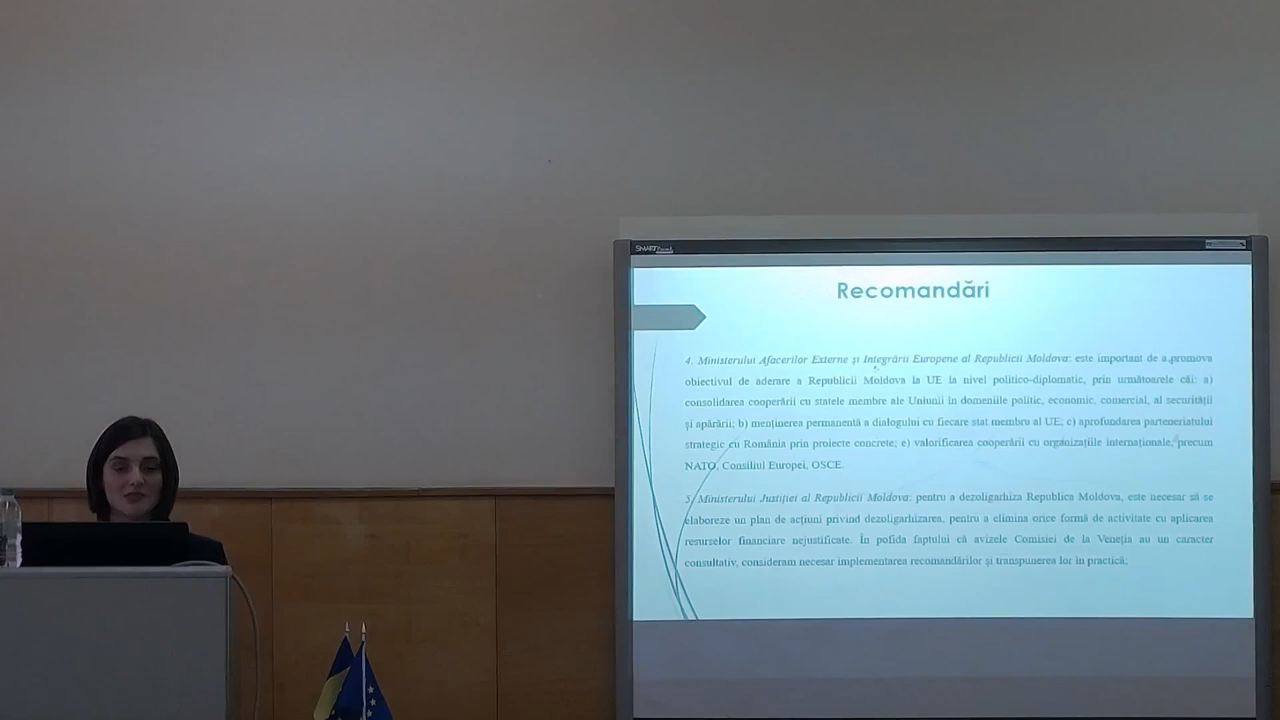 SMART
Recomandări
4. Ministerului Afacerilor Externe și Integrării Europene al Republicii Moldova: este important de a promova
obiectivul de aderare a Republicii Moldova la UE la nivel politico-diplomatic, prin următoarele căi: a)
consolidarea cooperării cu statele membre ale Uniunii în domeniile politic, economic, comercial, al securității
și apărării; b) menținerea permanentă a dialogului cu fiecare stat membru al UE; c) aprofundarea parteneriatului
strategic cu România prin proiecte concrete; e) valorificarea cooperării cu organizațiile internaționale, precum
NATO, Consiliul Europei, OSCE.
5. Ministerului Justiției al Republicii Moldova: pentru a dezoligarhiza Republica Moldova, este necesar să se
elaboreze un plan de acțiuni privind dezoligarhizarea, pentru a elimina orice formă de activitate cu aplicarea
resurselor financiare nejustificate. În pofida faptului că avizele Comisiei de la Veneția au un caracter
consultativ, consideram necesar implementarea recomandărilor și transpunerea lor în practică;